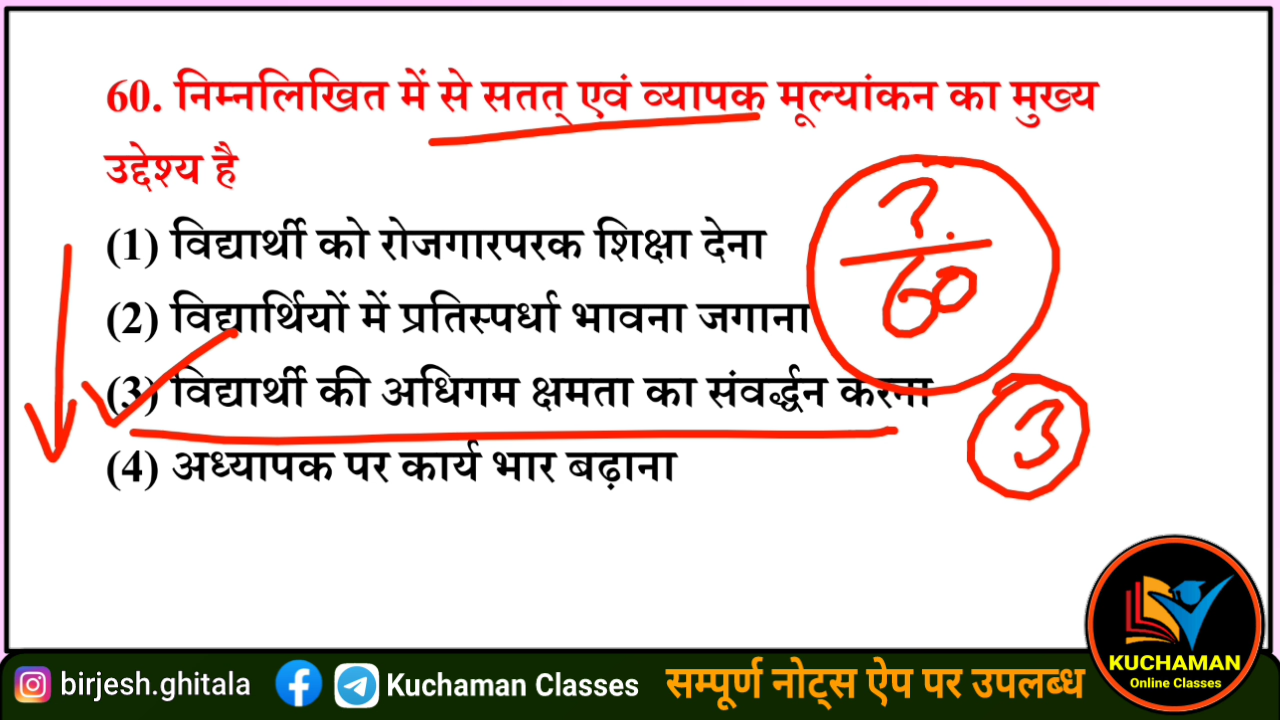 60. निम्नलिखित में से सतत् एवं व्यापक मूल्यांकन का मुख्य
उद्देश्य है
(1) विद्यार्थी को रोजगारपरक शिक्षा देना
(2) विद्यार्थियों में प्रतिस्पर्धा भावना जगाना
(3) विद्यार्थी की अधिगम क्षमता का संवर्द्धन करना
(4) अध्यापक पर कार्य भार बढ़ाना
?
60
3
KUCHAMAN
Online Classes
birjesh.ghitala
Kuchaman Classes
सम्पूर्ण नोट्स ऐप पर उपलब्ध